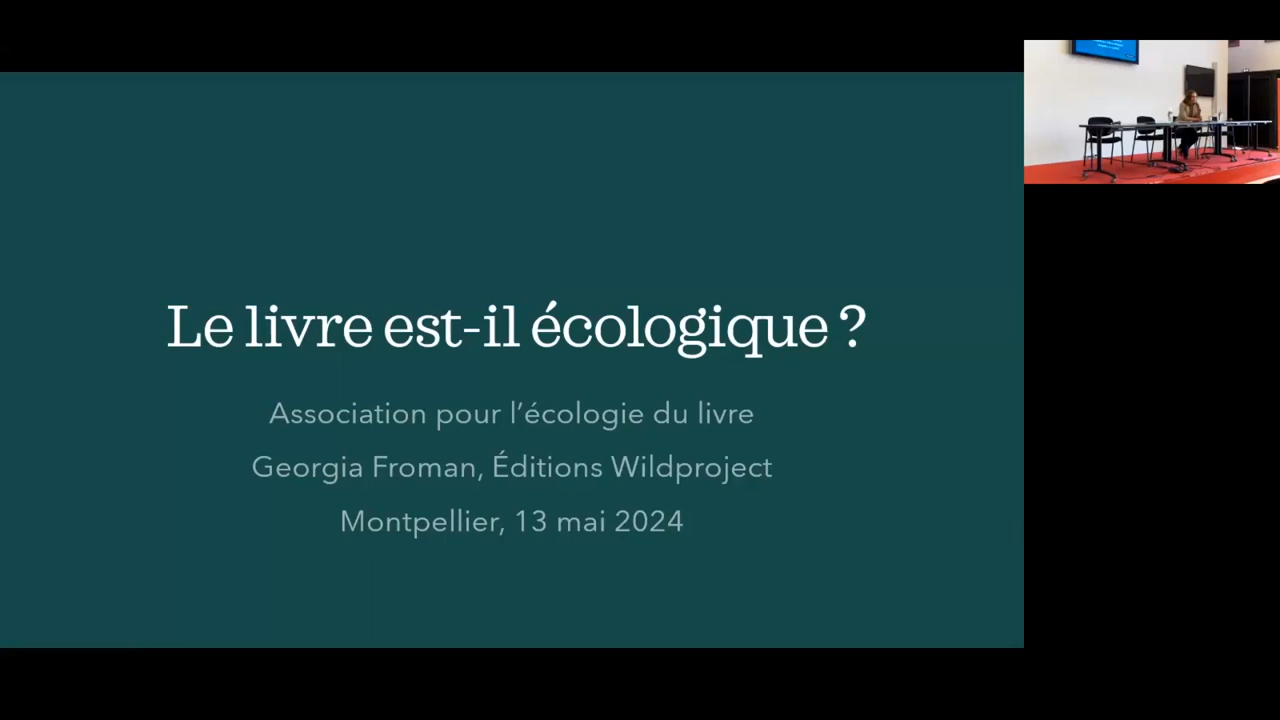 Le livre est-il écologique ?
Association pour l’écologie du livre
Georgia Froman, Éditions Wildproject
Montpellier, 13 mai 2024